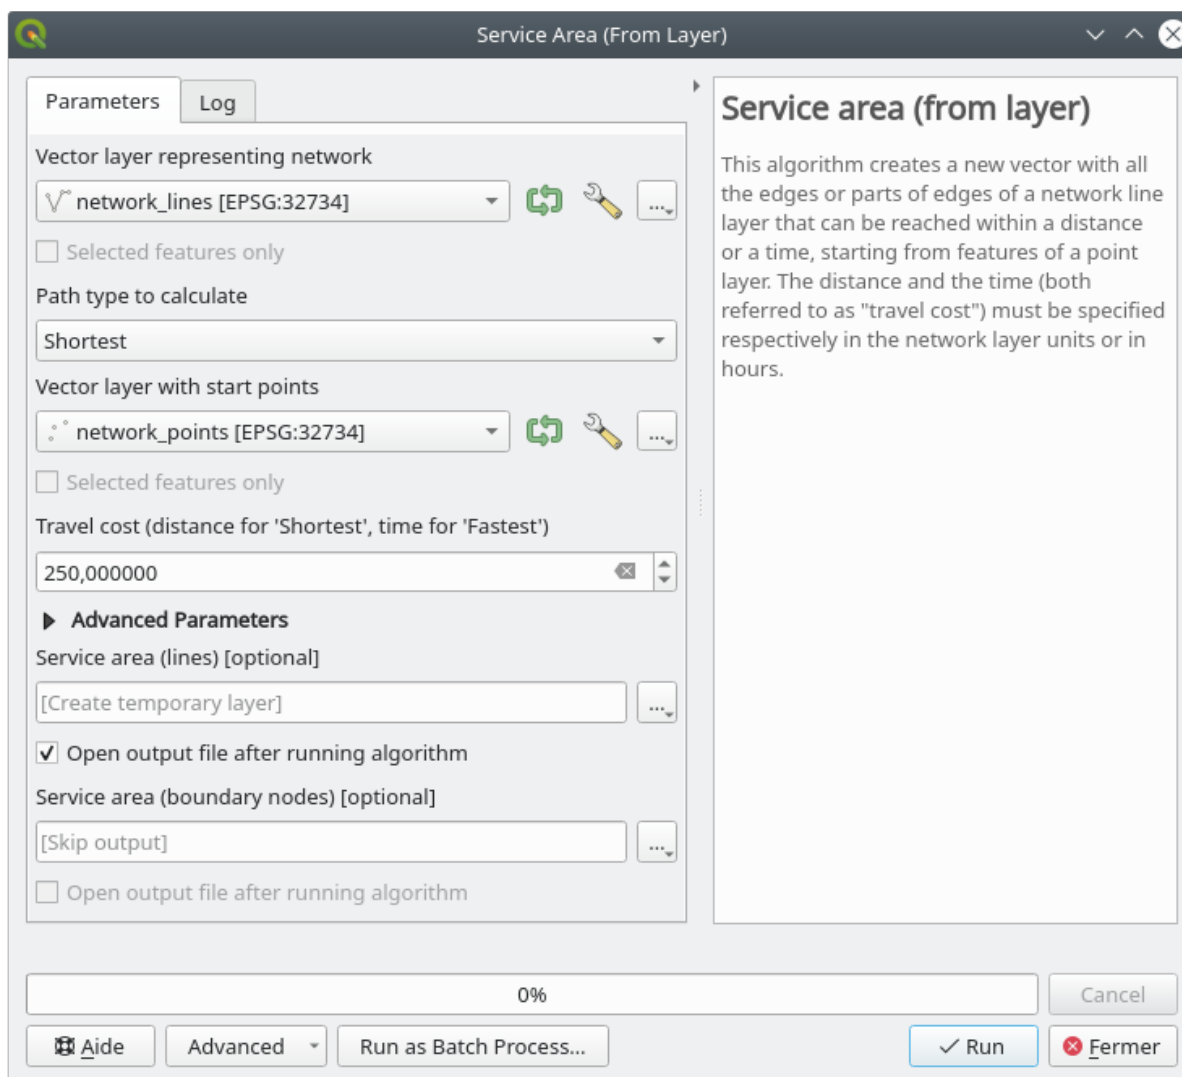 Service Area (From Layer)
Parameters
Log
Vector layer representing network
network_lines [EPSG:32734]
...
Selected features only
Path type to calculate
Shortest
Vector layer with start points
network_points [EPSG:32734]
...
Selected features only
Travel cost (distance for 'Shortest', time for 'Fastest')
250,000000
Advanced Parameters
Service area (lines) [optional]
[Create temporary layer]
...
Open output file after running algorithm
Service area (boundary nodes) [optional]
[Skip output]
...
Open output file after running algorithm
Service area (from layer)
This algorithm creates a new vector with all
the edges or parts of edges of a network line
layer that can be reached within a distance
or a time, starting from features of a point
layer. The distance and the time (both
referred to as "travel cost") must be specified
respectively in the network layer units or in
hours.
0%
Cancel
Aide
Advanced
Run as Batch Process...
Run
Fermer